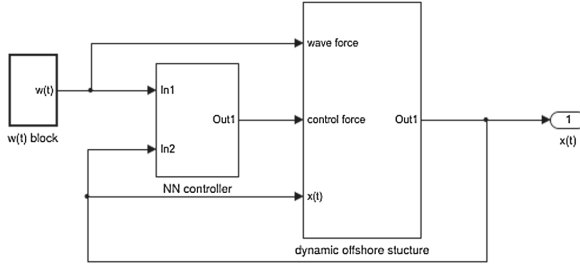 wave force
w(t)
In1
Out1
control force
Out1
1
w(t) block
x(t)
In2
NN controller
x(t)
dynamic offshore stucture